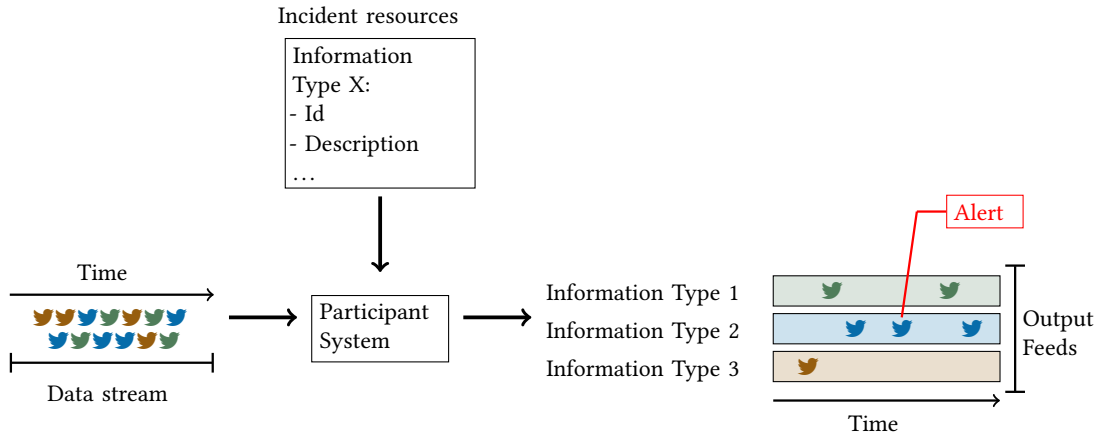 Incident resources
Information
Type X:
- Id
- Description
...
Alert
Time
Participant
System
Information Type 1
Information Type 2
Information Type 3
Output
Feeds
Data stream
Time